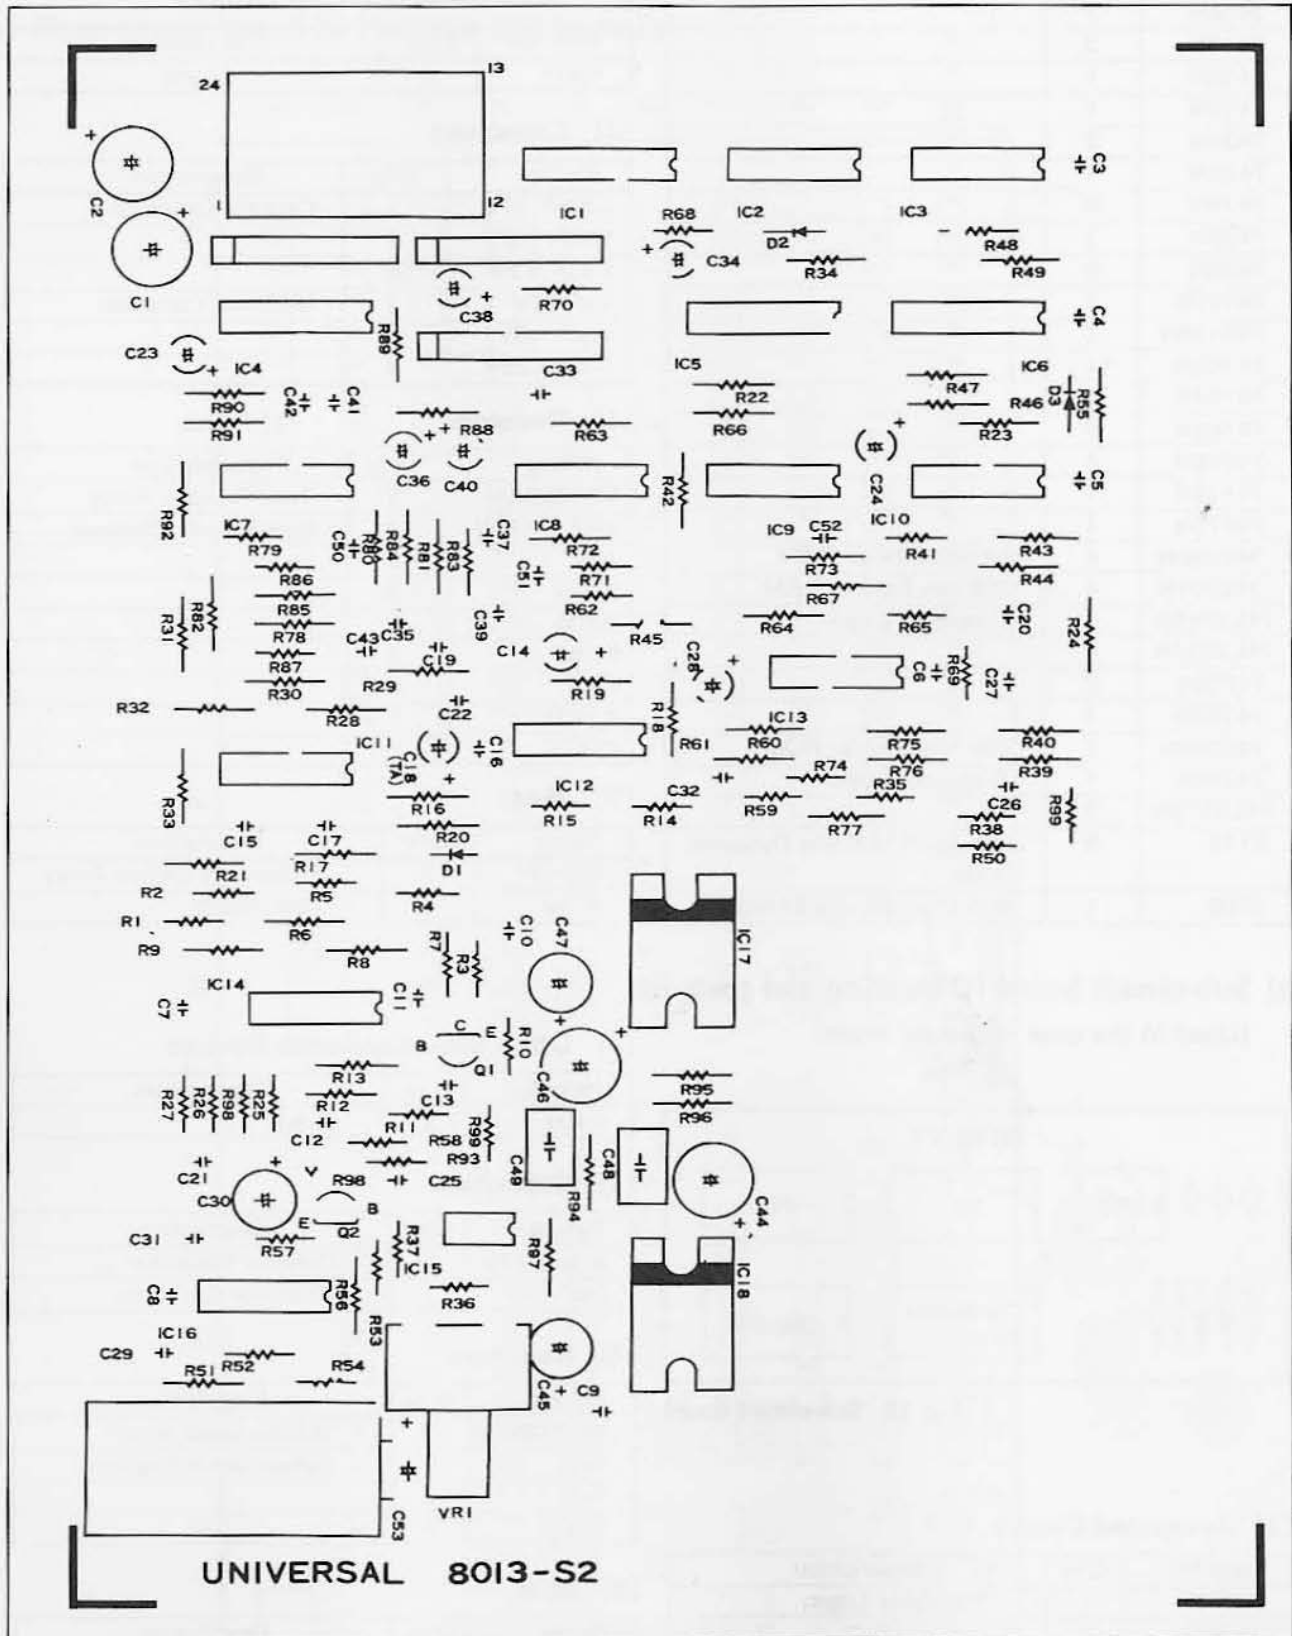 13
24
+
C2
1
12
+
C1
IC1
R68
IC2
IC3
C3
D2
R48
+
C34
R34
R49
C38
+
R70
C4
C23
+
IC4
R89
C33
IC5
IC6
R90
C42
C41
R22
R47
D3
R55
R91
R88
R63
R66
R46
R23
+
+
+
C36
C40
R42
C24
C5
R92
IC7
R79
C50
R80
R84
R81
R83
C37
IC8
R72
IC9
C52
IC10
R41
R43
R86
C51
R71
R73
R44
R85
R62
R67
R31
R82
R78
C43
C35
C39
R45
R64
R65
C20
R24
R87
C19
C14
+
C28
+
C6
R69
C27
R30
R29
R19
R32
R28
C22
R18
IC13
IC11
C18
(TA)
C16
R61
R60
R75
R40
+
R74
R76
R39
R33
R16
IC12
C32
R59
R35
C26
R99
C15
C17
R20
R15
R14
R77
R38
R21
R17
D1
R50
R2
R5
R4
R1
R6
C10
C47
IC17
R9
R8
R7
R3
IC14
C7
C11
+
+
C
E
B
Q1
R10
C46
R13
R95
R27
R26
R98
R25
R12
C13
R96
C12
R11
R58
R99
C21
+
R98
R93
C25
C49
R94
C48
C30
E
Q2
B
C44
+
C31
R57
R37
IC15
R97
IC18
C8
R56
R36
IC16
R53
C29
R51
R52
R54
C45
+
C9
+
C53
VR1
UNIVERSAL 8013-S2